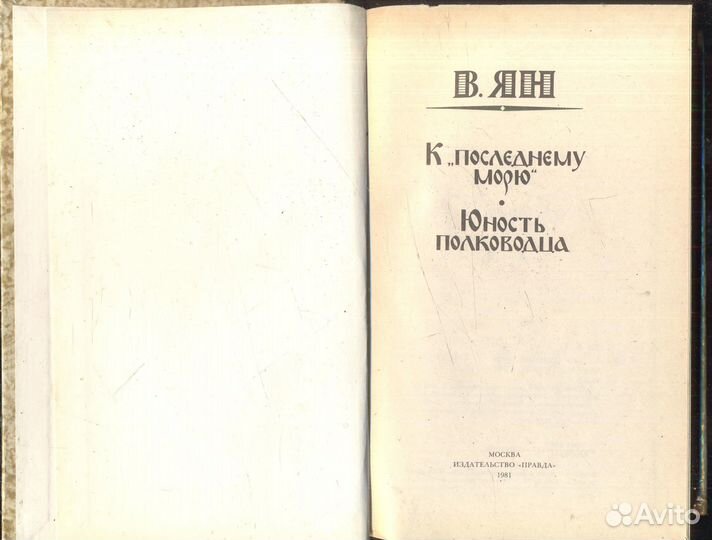 В. ЯН
К „ПОСЛЕДНЕМУ
МОРЮ“
•
ЮНОСТЬ
ПОЛКОВОДЦА
МОСКВА
ИЗДАТЕЛЬСТВО «ПРАВДА»
1981
Avito